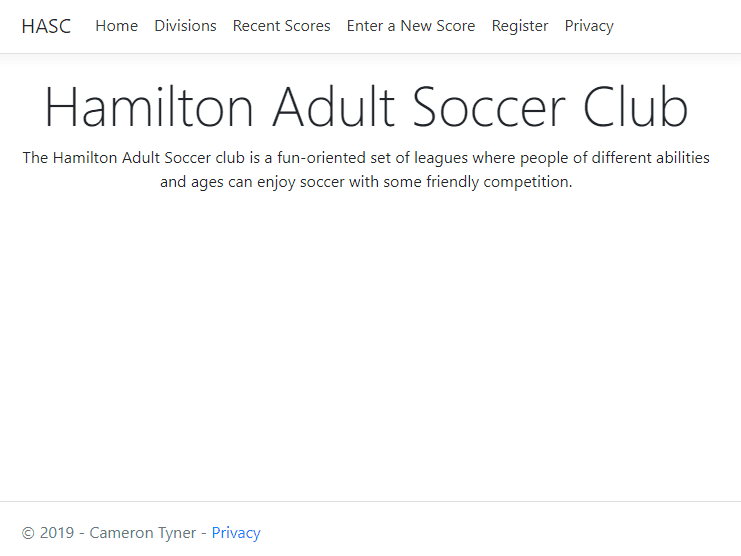 HASC Home Divisions Recent Scores Enter a New Score Register Privacy
Hamilton Adult Soccer Club
The Hamilton Adult Soccer club is a fun-oriented set of leagues where people of different abilities
and ages can enjoy soccer with some friendly competition.
© 2019 - Cameron Tyner - Privacy